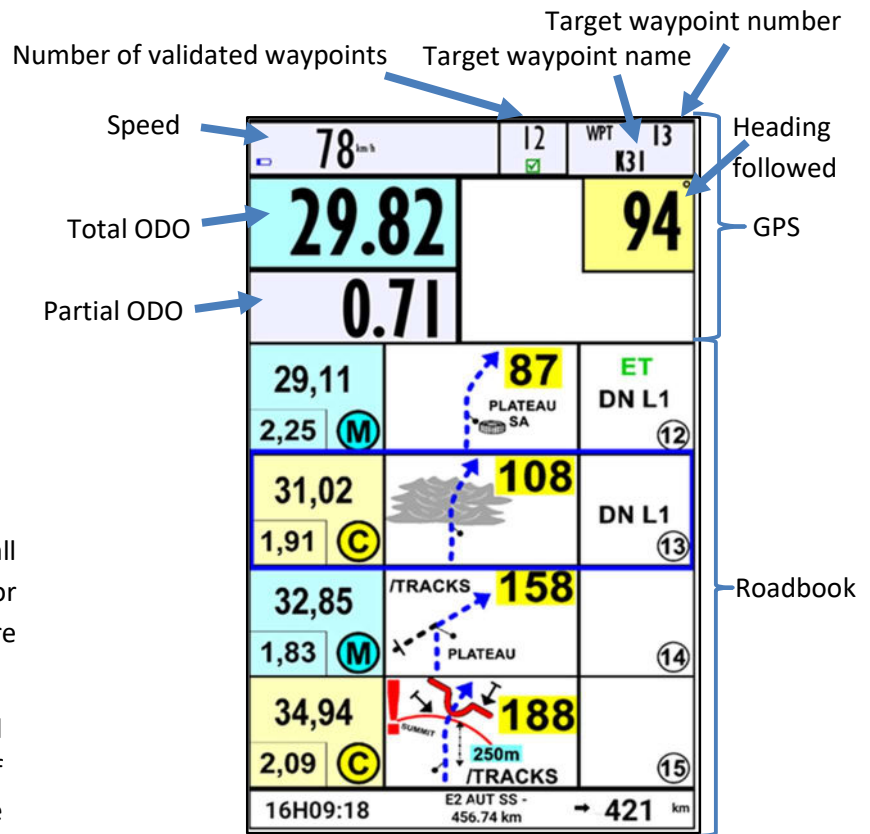 Target waypoint number
Number of validated waypoints
Target waypoint name
Speed
Heading
followed
78 km/h
12
WPT 13
K31
Total ODO
29.82
94°
GPS
Partial ODO
0.71
29,11
87
ET
PLATEAU
SA
DN L1
2,25
M
12
31,02
108
DN L1
1,91
C
13
all
or
re
Roadbook
32,85
/TRACKS
158
1,83
M
PLATEAU
14
34,94
!
SUMMIT
188
250m
2,09
C
/TRACKS
15
16H09:18
E2 AUT SS -
456.74 km
➞ 421 km